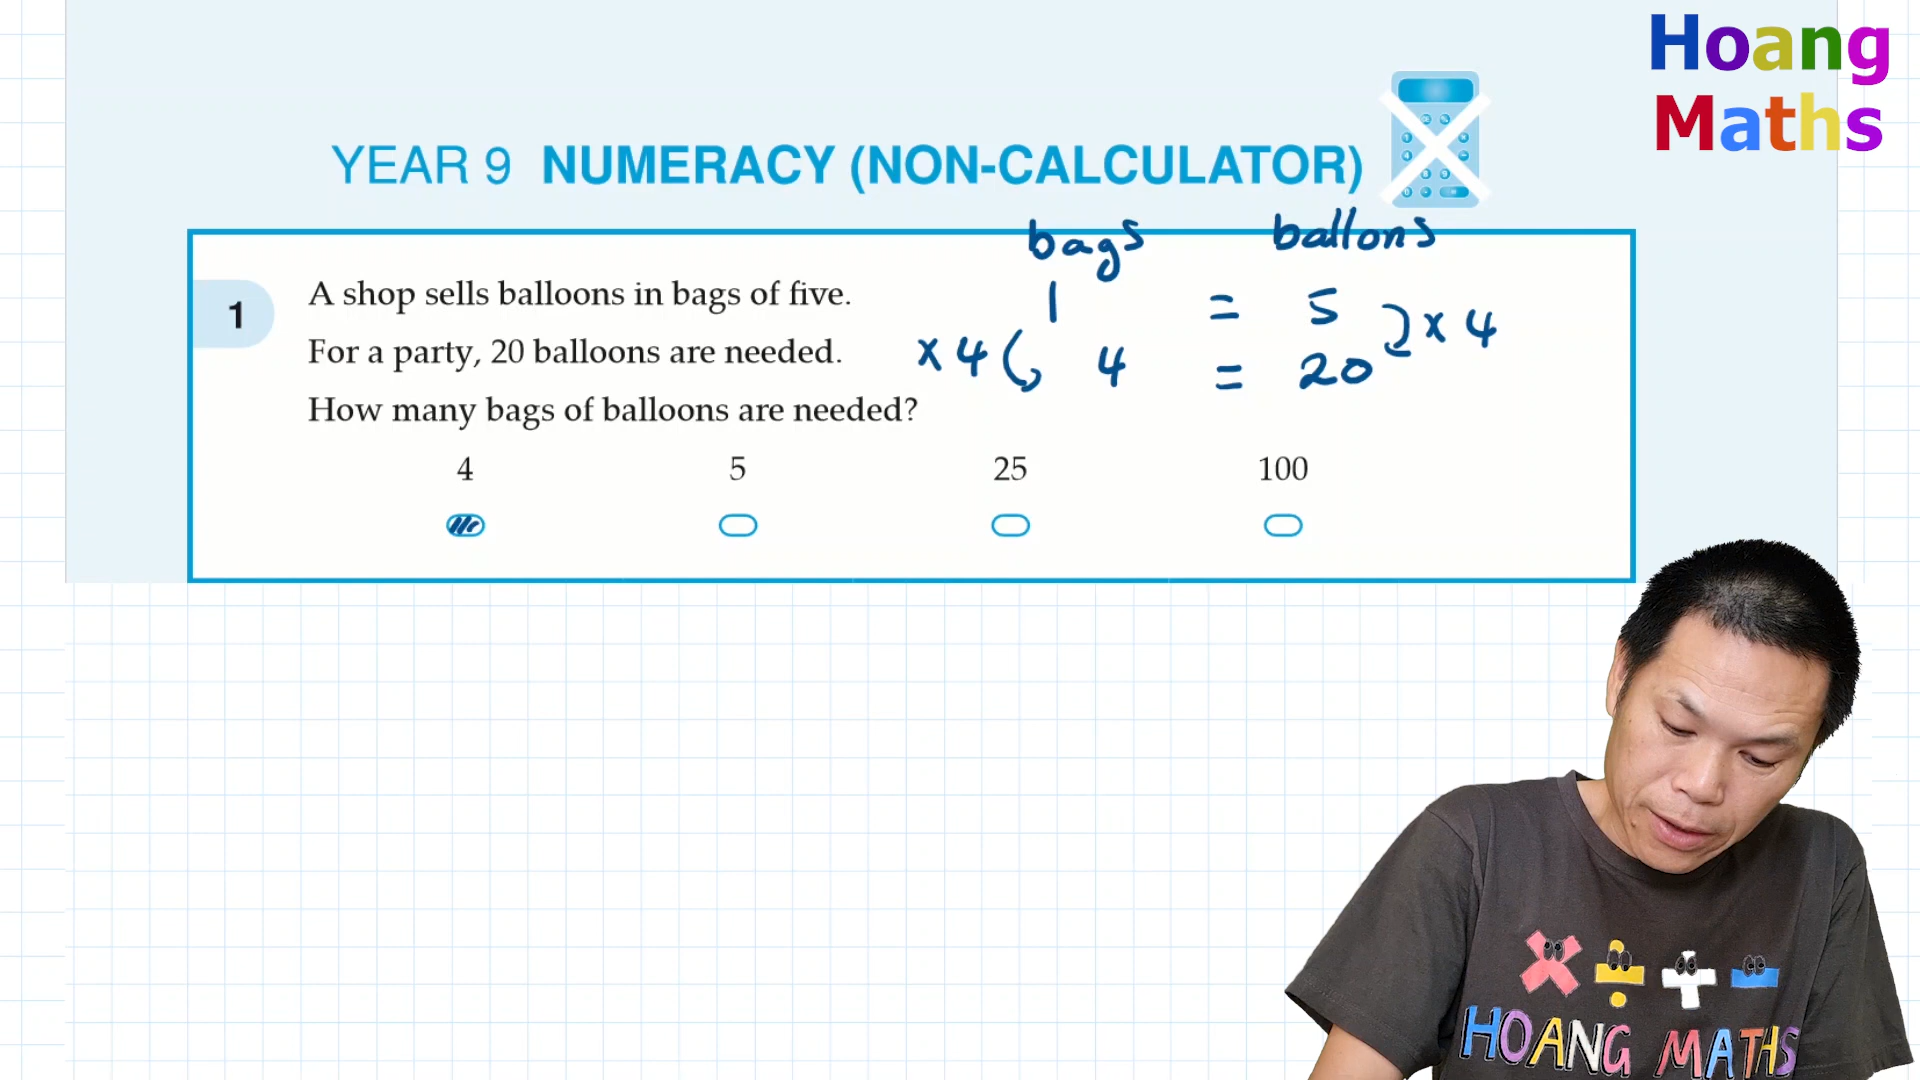 Hoang
Maths
YEAR 9 NUMERACY (NON-CALCULATOR)
bags ballons
1 A shop sells balloons in bags of five.
1 = 5
For a party, 20 balloons are needed.
×4 4 = 20 ×4
How many bags of balloons are needed?
4 5 25 100
HOANG MATHS